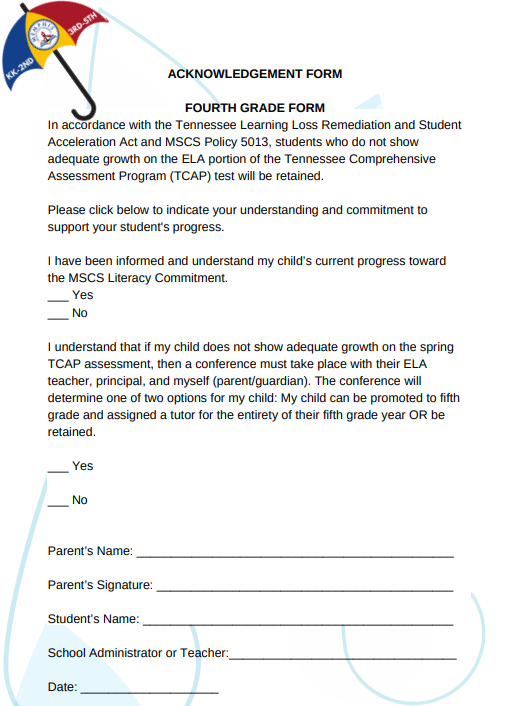 KK-2ND
MEMPHIS
3RD-5TH
ACKNOWLEDGEMENT FORM
FOURTH GRADE FORM
In accordance with the Tennessee Learning Loss Remediation and Student
Acceleration Act and MSCS Policy 5013, students who do not show
adequate growth on the ELA portion of the Tennessee Comprehensive
Assessment Program (TCAP) test will be retained.
Please click below to indicate your understanding and commitment to
support your student's progress.
I have been informed and understand my child's current progress toward
the MSCS Literacy Commitment.
___ Yes
___ No
I understand that if my child does not show adequate growth on the spring
TCAP assessment, then a conference must take place with their ELA
teacher, principal, and myself (parent/guardian). The conference will
determine one of two options for my child: My child can be promoted to fifth
grade and assigned a tutor for the entirety of their fifth grade year OR be
retained.
___ Yes
___ No
Parent's Name: ______________________________________________
Parent's Signature: ___________________________________________
Student's Name: _____________________________________________
School Administrator or Teacher:_________________________________
Date: ____________________